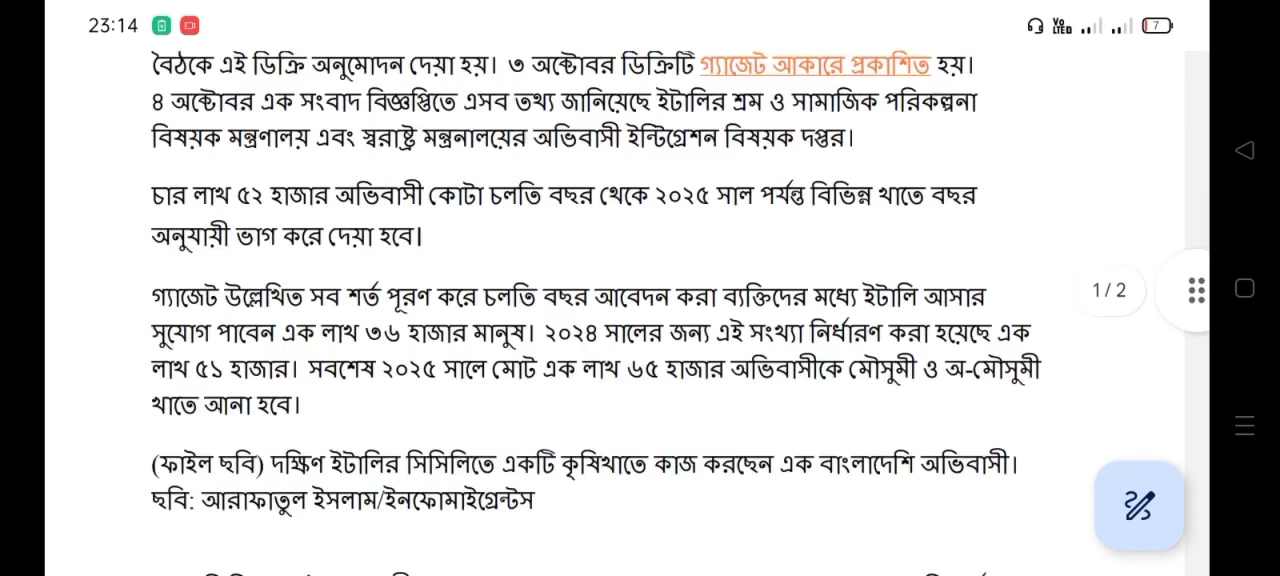 23:14
Vo LTED
7
বৈঠকে এই ডিক্রি অনুমোদন দেয়া হয়। ৩ অক্টোবর ডিক্রিটি গ্যাজেট আকারে প্রকাশিত হয়।
৪ অক্টোবর এক সংবাদ বিজ্ঞপ্তিতে এসব তথ্য জানিয়েছে ইটালির শ্রম ও সামাজিক পরিকল্পনা
বিষয়ক মন্ত্রণালয় এবং স্বরাষ্ট্র মন্ত্রনালয়ের অভিবাসী ইন্টিগ্রেশন বিষয়ক দপ্তর।
চার লাখ ৫২ হাজার অভিবাসী কোটা চলতি বছর থেকে ২০২৫ সাল পর্যন্ত বিভিন্ন খাতে বছর
অনুযায়ী ভাগ করে দেয়া হবে।
গ্যাজেট উল্লেখিত সব শর্ত পূরণ করে চলতি বছর আবেদন করা ব্যক্তিদের মধ্যে ইটালি আসার
সুযোগ পাবেন এক লাখ ৩৬ হাজার মানুষ। ২০২৪ সালের জন্য এই সংখ্যা নির্ধারণ করা হয়েছে এক
লাখ ৫১ হাজার। সবশেষ ২০২৫ সালে মোট এক লাখ ৬৫ হাজার অভিবাসীকে মৌসুমী ও অ-মৌসুমী
খাতে আনা হবে।
1/2
(ফাইল ছবি) দক্ষিণ ইটালির সিসিলিতে একটি কৃষিখাতে কাজ করছেন এক বাংলাদেশি অভিবাসী।
ছবি: আরাফাতুল ইসলাম/ইনফোমাইগ্রেন্টস